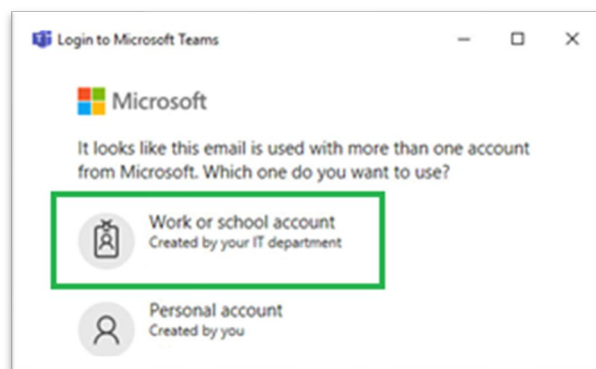 Login to Microsoft Teams
Microsoft
It looks like this email is used with more than one account
from Microsoft. Which one do you want to use?
Work or school account
Created by your IT department
Personal account
Created by you